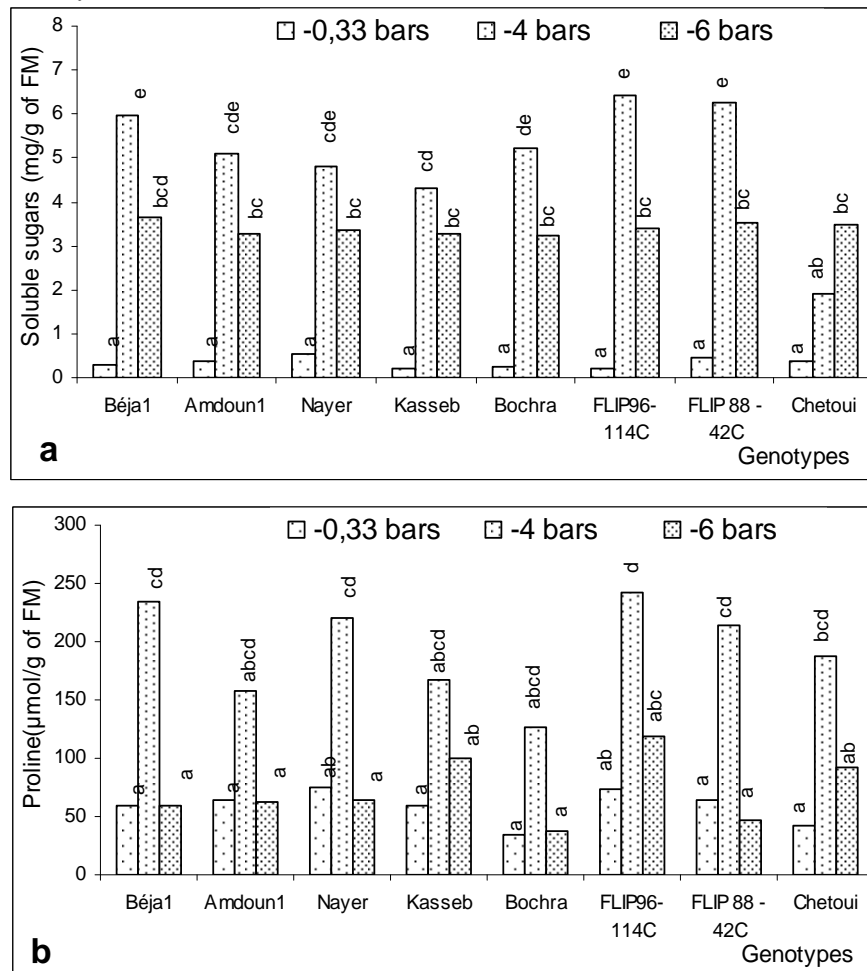 -0,33 bars -4 bars -6 bars
Soluble sugars (mg/g of FM)
8
7
6
5
4
3
2
1
0
a e bcd
a cde bc
a cde bc
a cd bc
a de bc
a e bc
a e bc
a ab bc
Béja1 Amdoun1 Nayer Kasseb Bochra FLIP96- FLIP 88 - Chetoui
114C 42C
a
Genotypes
-0,33 bars -4 bars -6 bars
Proline(µmol/g of FM)
300
250
200
150
100
50
0
a cd a
a abcd a
ab cd a
a abcd ab
a abcd a
ab d abc
a cd a
a bcd ab
Béja1 Amdoun1 Nayer Kasseb Bochra FLIP96- FLIP 88 - Chetoui
114C 42C
b
Genotypes